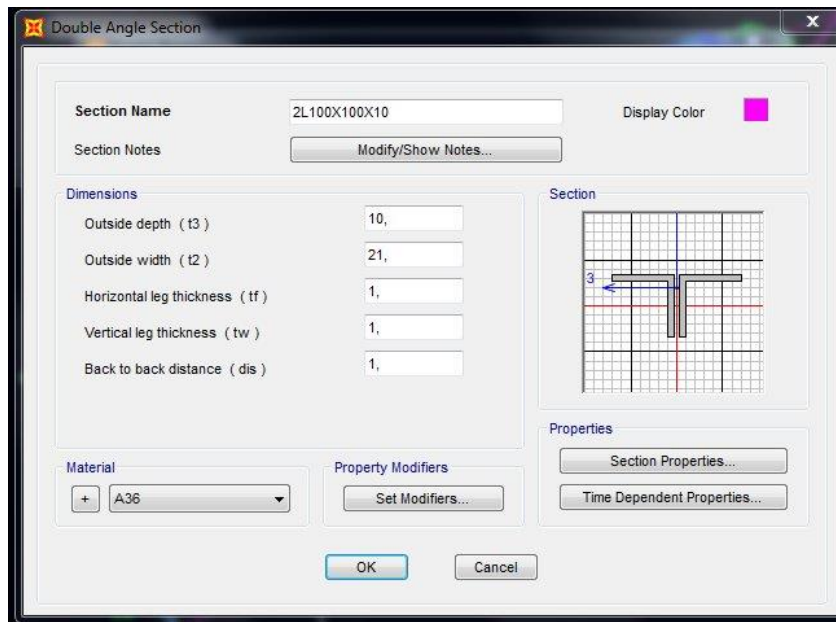 Double Angle Section
X
Section Name 2L100X100X10 Display Color
Section Notes Modify/Show Notes...
Dimensions
Outside depth ( t3 ) 10,
Outside width ( t2 ) 21,
Horizontal leg thickness ( tf ) 1,
Vertical leg thickness ( tw ) 1,
Back to back distance ( dis ) 1,
Section
3
Properties
Section Properties...
Time Dependent Properties...
Material
+ A36
Property Modifiers
Set Modifiers...
OK Cancel